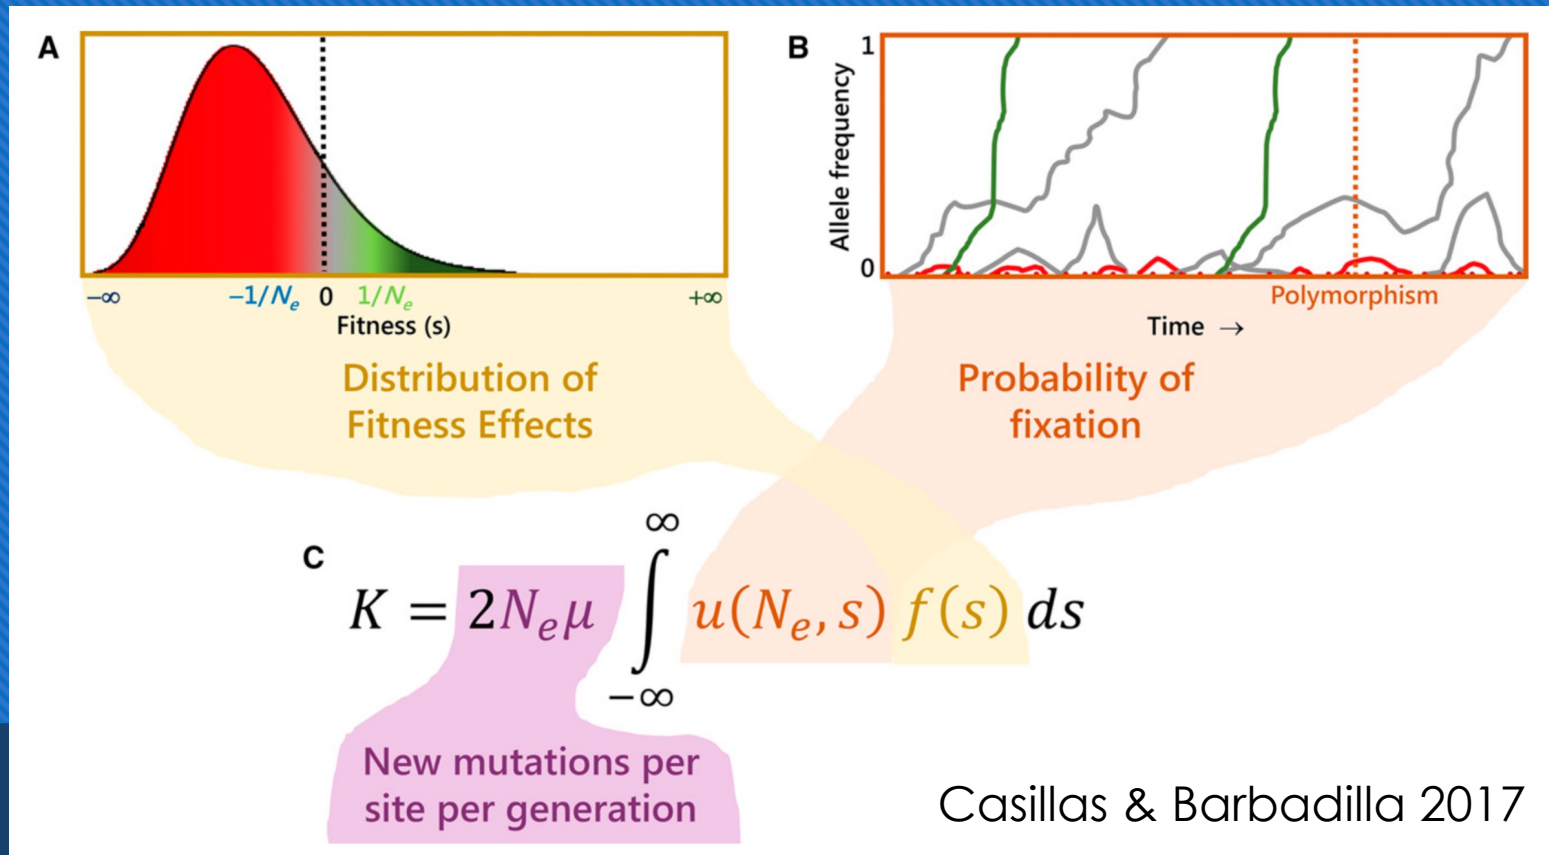 A
−∞ −1/Nₑ 0 1/Nₑ +∞
Fitness (s)
Distribution of
Fitness Effects
B
Allele frequency
1
0
Polymorphism
Time →
Probability of
fixation
C
K = 2Nₑμ ∫_{−∞}^{∞} u(Nₑ, s) f(s) ds
New mutations per
site per generation
Casillas & Barbadilla 2017